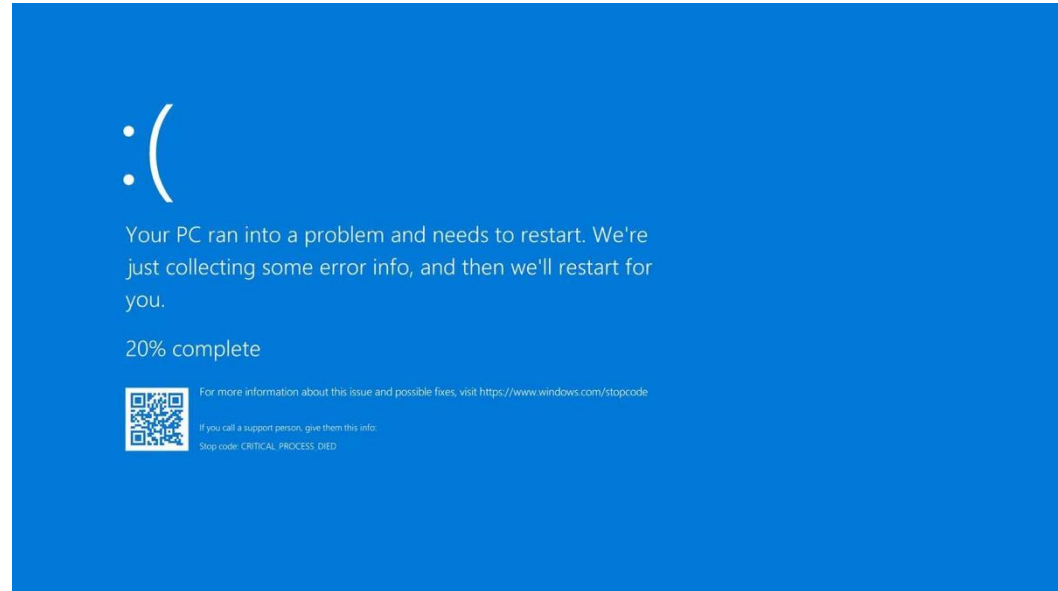 :(
Your PC ran into a problem and needs to restart. We're
just collecting some error info, and then we'll restart for
you.
20% complete
For more information about this issue and possible fixes, visit https://www.windows.com/stopcode
If you call a support person, give them this info:
Stop code: CRITICAL_PROCESS_DIED